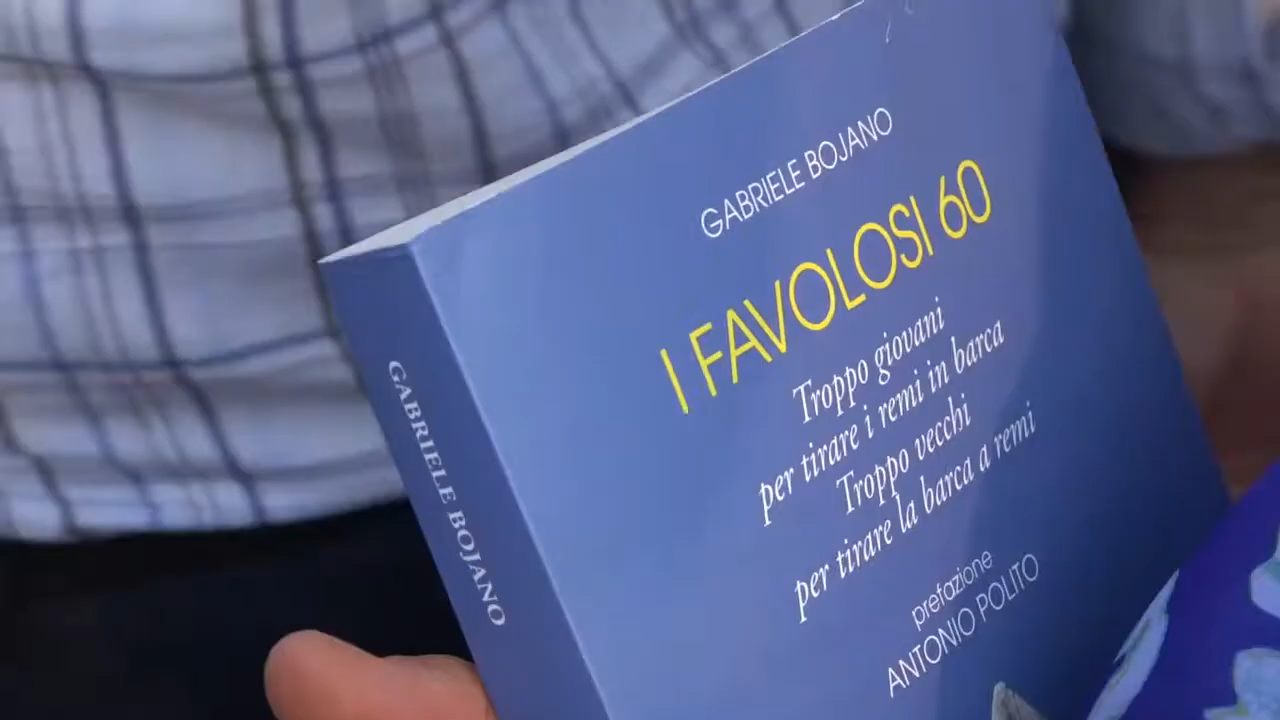 GABRIELE BOJANO
I FAVOLOSI 60
Troppo giovani
per tirare i remi in barca
Troppo vecchi
per tirare la barca a remi
prefazione
ANTONIO POLITO
GABRIELE BOJANO